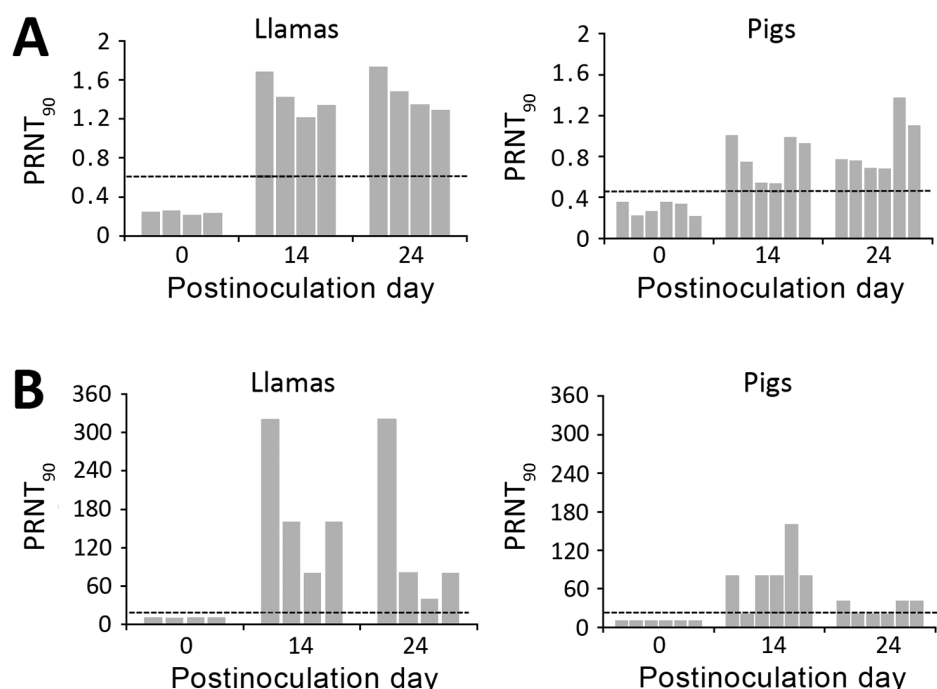 A
Llamas
PRNT90
2
1.6
1.2
0.8
0.4
0
0 14 24
Postinoculation day
Pigs
PRNT90
2
1.6
1.2
0.8
0.4
0
0 14 24
Postinoculation day
B
Llamas
PRNT90
360
300
240
180
120
60
0
0 14 24
Postinoculation day
Pigs
PRNT90
360
300
240
180
120
60
0
0 14 24
Postinoculation day